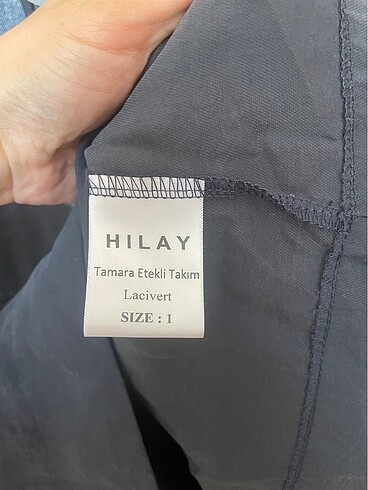 HILAY
Tamara Etekli Takım
Lacivert
SIZE : 1